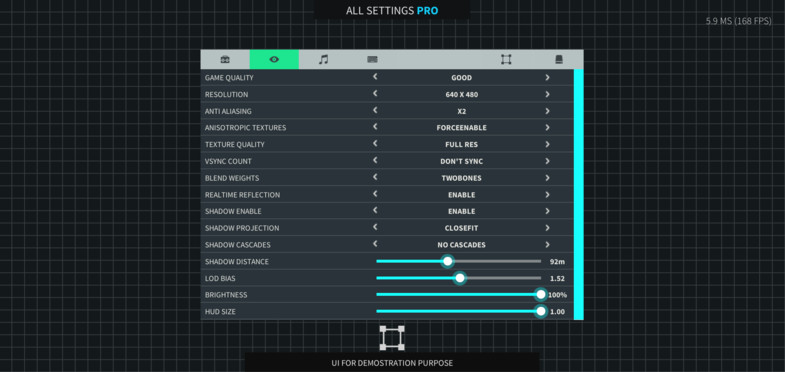 ALL SETTINGS PRO
5.9 MS (168 FPS)
GAME QUALITY GOOD
RESOLUTION 640 X 480
ANTI ALIASING X2
ANISOTROPIC TEXTURES FORCEENABLE
TEXTURE QUALITY FULL RES
VSYNC COUNT DON'T SYNC
BLEND WEIGHTS TWOBONES
REALTIME REFLECTION ENABLE
SHADOW ENABLE ENABLE
SHADOW PROJECTION CLOSEFIT
SHADOW CASCADES NO CASCADES
SHADOW DISTANCE 92m
LOD BIAS 1.52
BRIGHTNESS 100%
HUD SIZE 1.00
UI FOR DEMOSTRATION PURPOSE